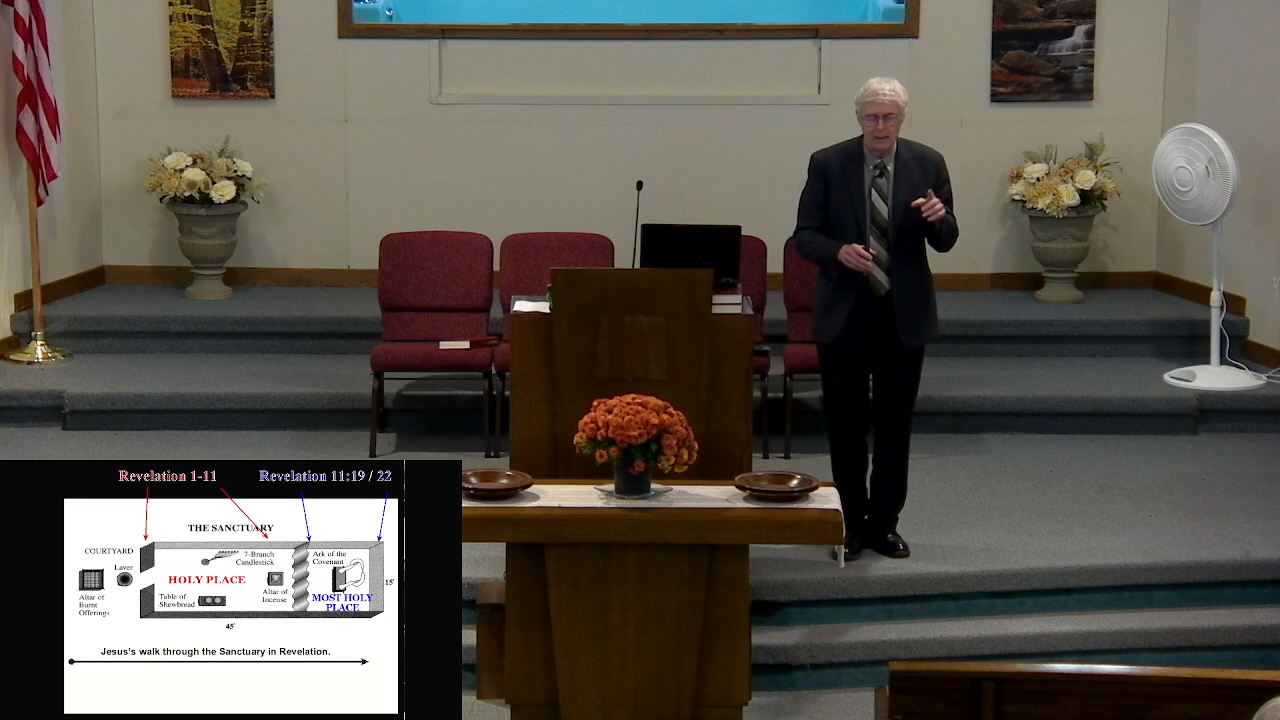 Revelation 1-11
Revelation 11:19 / 22
THE SANCTUARY
COURTYARD
Laver
Altar of
Burnt
Offerings
7-Branch
Candlestick
HOLY PLACE
Table of
Shewbread
Altar of
Incense
Ark of the
Covenant
MOST HOLY
PLACE
15'
45'
Jesus's walk through the Sanctuary in Revelation.